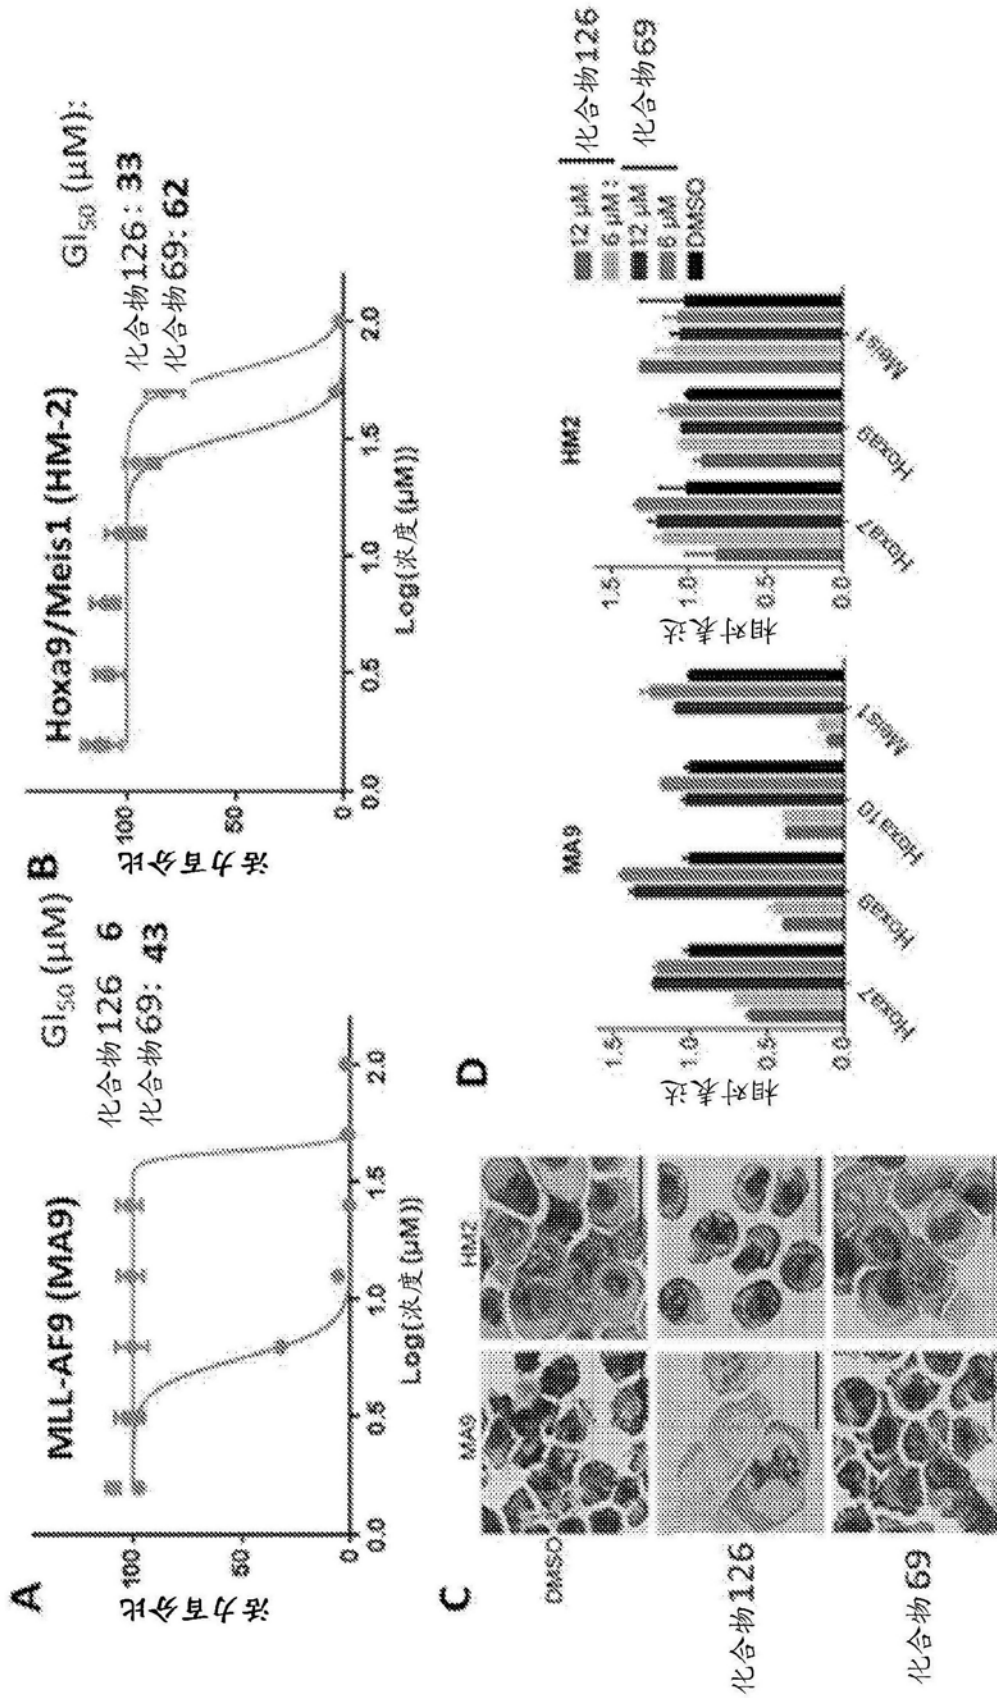 A
MLL-AF9 (MA9)
GI50 (μM)
化合物126 6
化合物69: 43
活力百分比
100
50
0
0.0 0.5 1.0 1.5 2.0
Log(浓度(μM))
B
Hoxa9/Meis1 (HM-2)
GI50 (μM):
化合物126: 33
化合物69: 62
活力百分比
100
50
0
0.0 0.5 1.0 1.5 2.0
Log(浓度(μM))
C
MA9 HM2
DMSO
化合物126
化合物69
D
MA9
相对表达
1.5
1.0
0.5
0.0
Hoxa7 Hoxa9 Hoxa10 Meis1
HM2
相对表达
1.5
1.0
0.5
0.0
Hoxa7 Hoxa9 Meis1
12 μM
6 μM:
化合物126
12 μM
6 μM
化合物69
DMSO